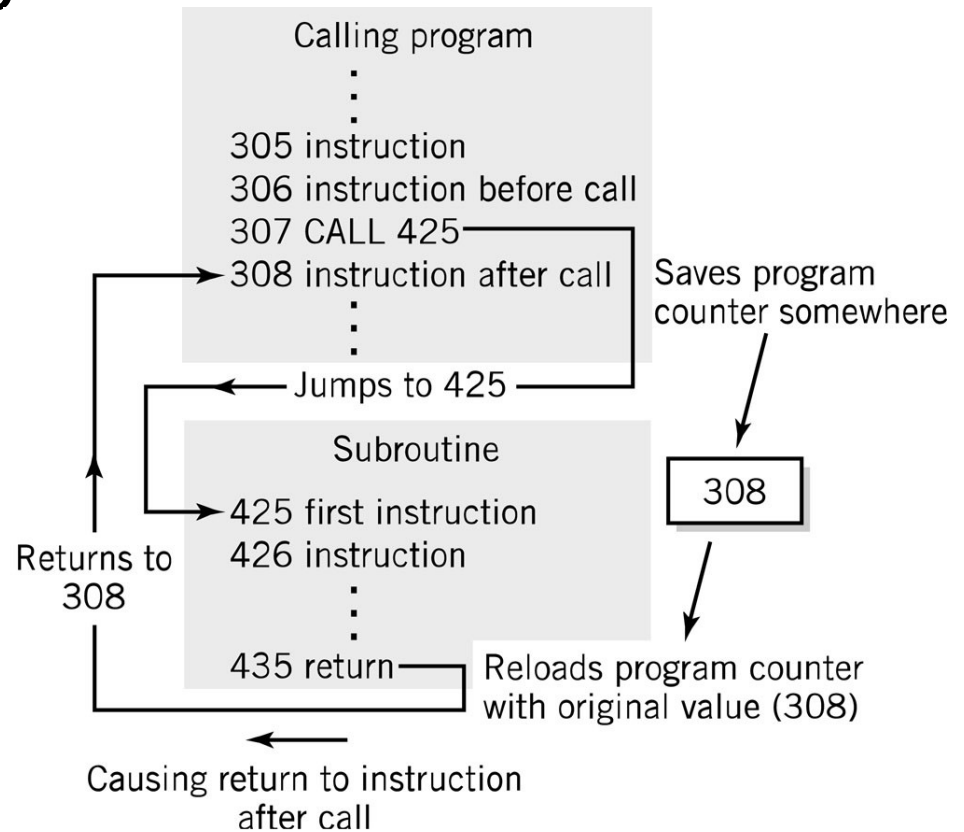 Calling program
305 instruction
306 instruction before call
307 CALL 425
308 instruction after call
Saves program
counter somewhere
Jumps to 425
Subroutine
308
425 first instruction
426 instruction
Returns to
308
435 return
Reloads program counter
with original value (308)
Causing return to instruction
after call